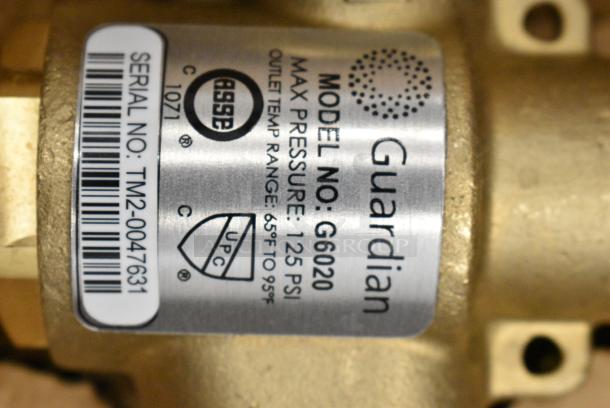 Guardian
MODEL NO: G6020
MAX PRESSURE: 125 PSI
OUTLET TEMP RANGE: 65°F TO 95°F
ASSE
C ®
1071
C UPC ®
SERIAL NO: TM2-0047631